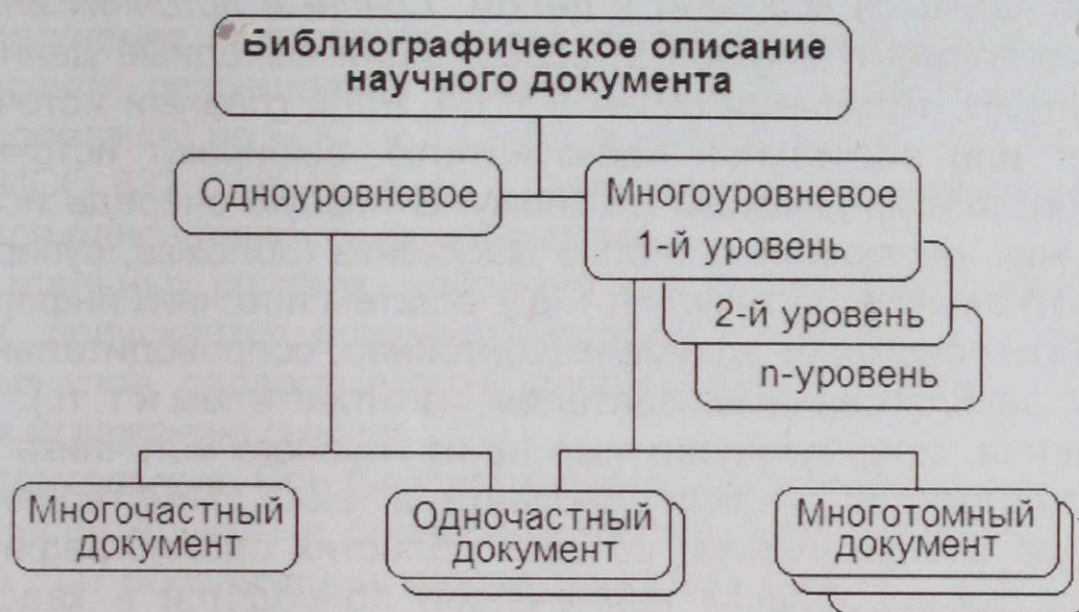 Библиографическое описание
научного документа
Одноуровневое
Многоуровневое
1-й уровень
2-й уровень
n-уровень
Многочастный
документ
Одночастный
документ
Многотомный
документ